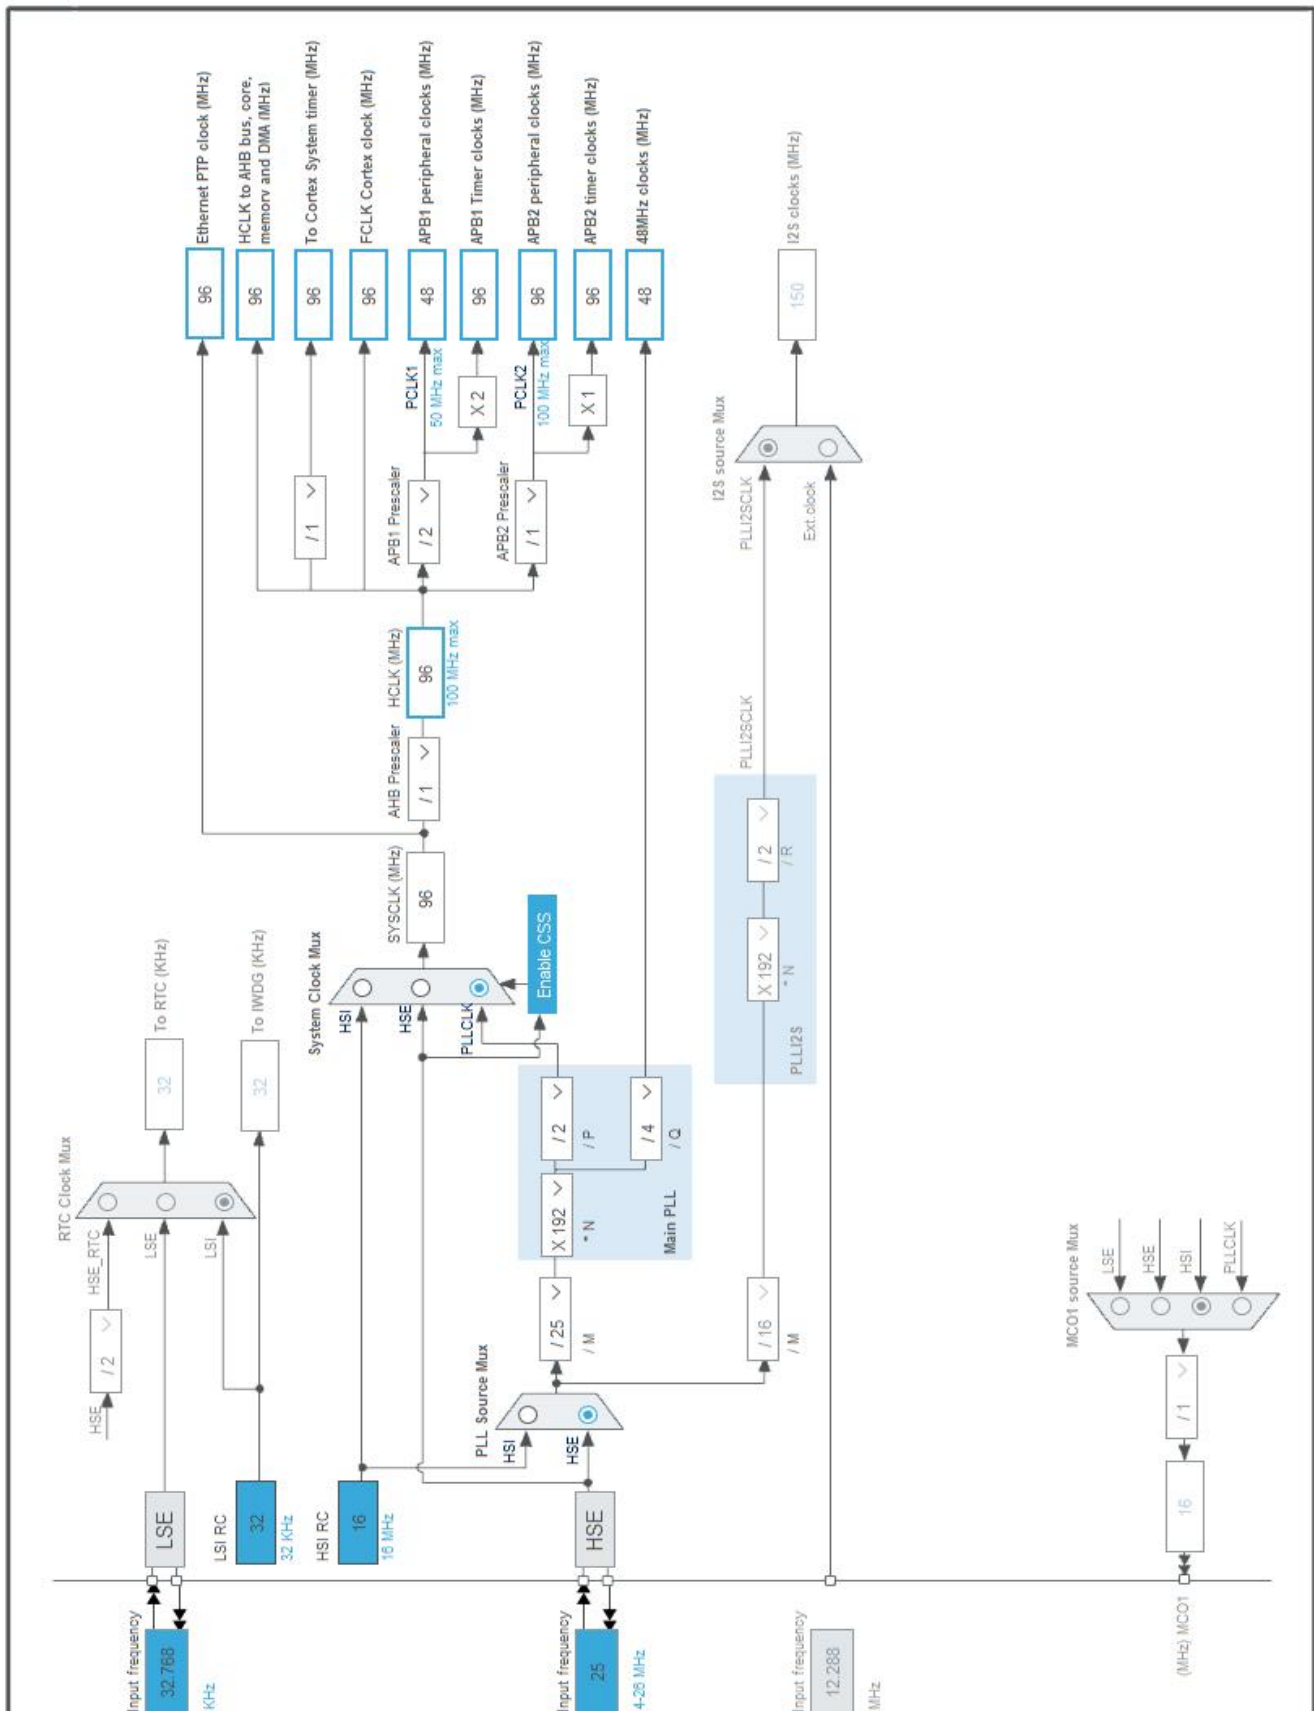 Input frequency
32.768
KHz
LSE
LSI RC
32
32 KHz
HSI RC
16
16 MHz
Input frequency
25
4-26 MHz
HSE
Input frequency
12.288
MHz
(MHz) MCO1
16
/ 1
MCO1 source Mux
LSE
HSE
HSI
PLLCLK
HSE
/ 2
HSE_RTC
LSE
LSI
RTC Clock Mux
32
To RTC (KHz)
32
To IWDG (KHz)
PLL Source Mux
HSI
HSE
/ 25
/ M
X 192
* N
/ 2
/ P
/ 4
/ Q
Main PLL
/ 16
/ M
X 192
* N
/ 2
/ R
PLLI2S
PLLI2SCLK
System Clock Mux
HSI
HSE
PLLCLK
Enable CSS
SYSCLK (MHz)
96
AHB Prescaler
/ 1
HCLK (MHz)
96
100 MHz max
/ 1
APB1 Prescaler
/ 2
PCLK1
50 MHz max
X 2
APB2 Prescaler
/ 1
PCLK2
100 MHz max
X 1
I2S source Mux
PLLI2SCLK
Ext.clock
96
Ethernet PTP clock (MHz)
96
HCLK to AHB bus, core,
memory and DMA (MHz)
96
To Cortex System timer (MHz)
96
FCLK Cortex clock (MHz)
48
APB1 peripheral clocks (MHz)
96
APB1 Timer clocks (MHz)
96
APB2 peripheral clocks (MHz)
96
APB2 timer clocks (MHz)
48
48MHz clocks (MHz)
150
I2S clocks (MHz)